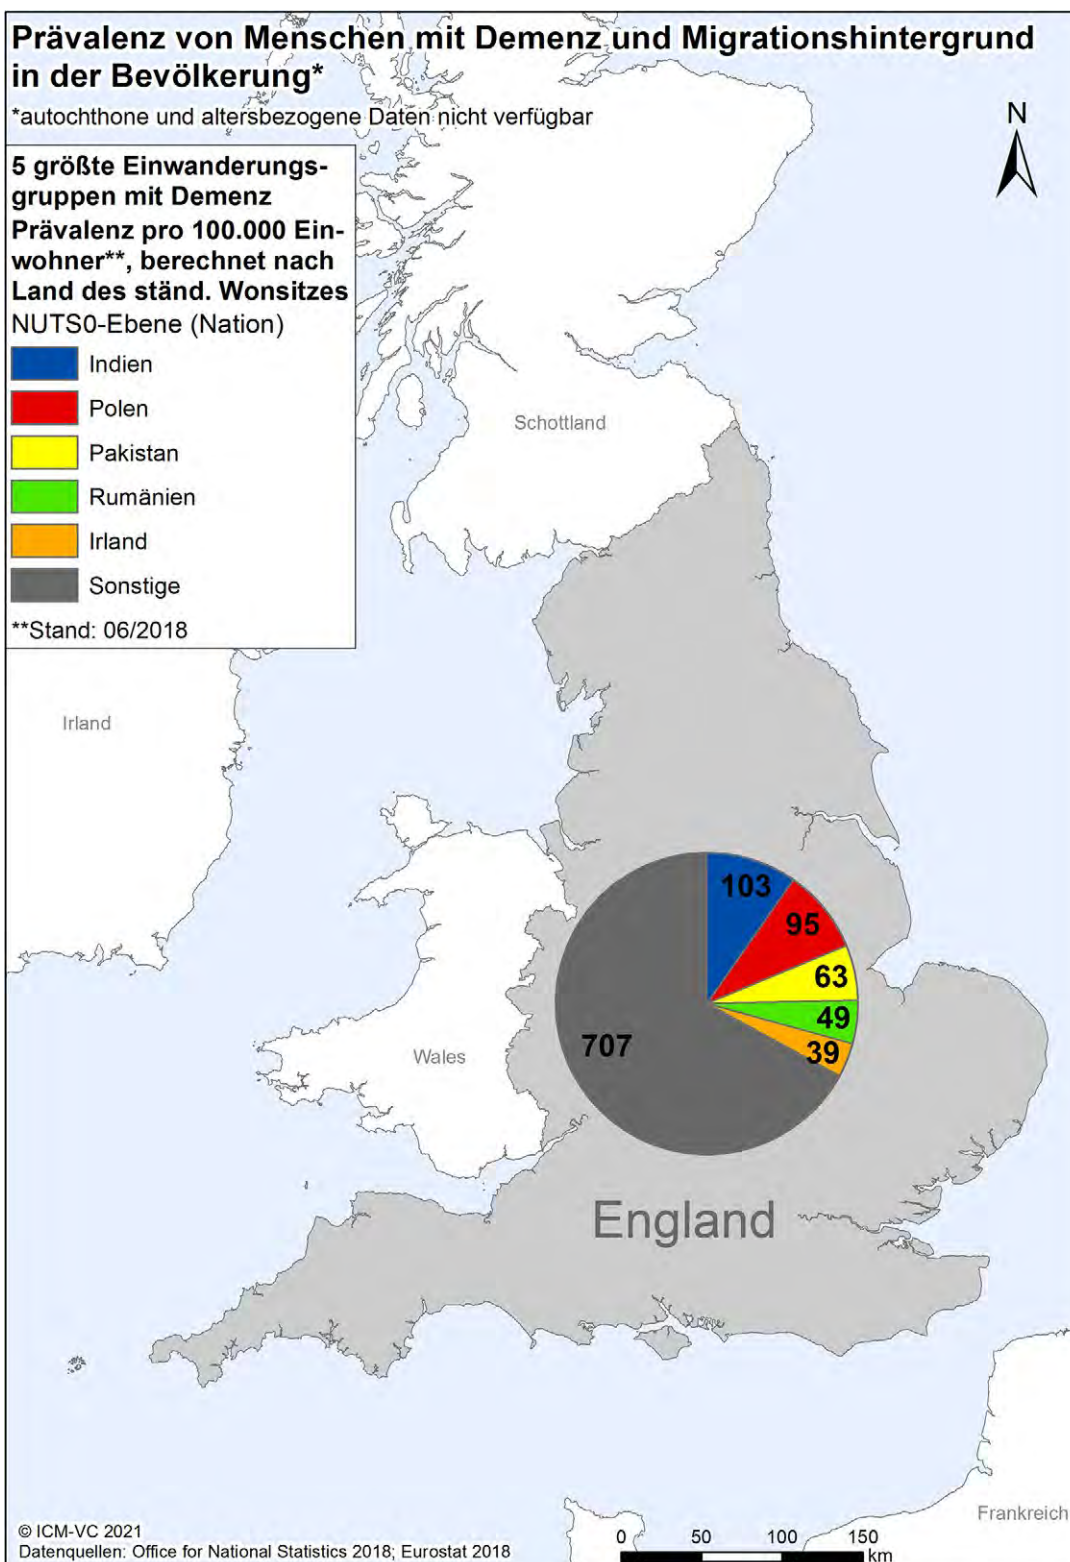 Prävalenz von Menschen mit Demenz und Migrationshintergrund
in der Bevölkerung*
*autochthone und altersbezogene Daten nicht verfügbar
N
5 größte Einwanderungs-
gruppen mit Demenz
Prävalenz pro 100.000 Ein-
wohner**, berechnet nach
Land des ständ. Wonsitzes
NUTS0-Ebene (Nation)
Indien
Polen
Pakistan
Rumänien
Irland
Sonstige
**Stand: 06/2018
Schottland
Irland
Wales
103
95
63
49
39
707
England
Frankreich
© ICM-VC 2021
Datenquellen: Office for National Statistics 2018; Eurostat 2018
0 50 100 150
km